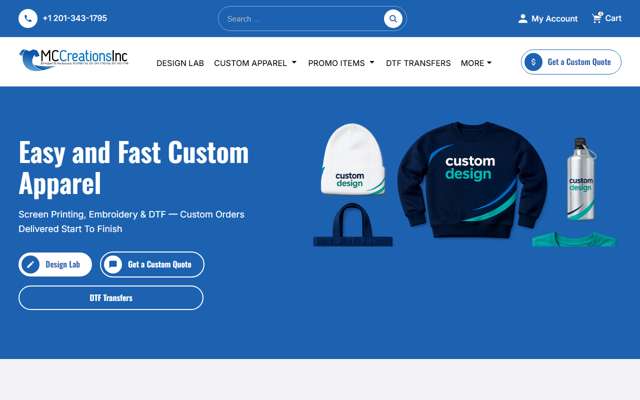 +1 201-343-1795
Search ...
My Account
Cart
MCCreationsInc
DESIGN LAB
CUSTOM APPAREL
PROMO ITEMS
DTF TRANSFERS
MORE
Get a Custom Quote
Easy and Fast Custom
Apparel
Screen Printing, Embroidery & DTF — Custom Orders
Delivered Start To Finish
Design Lab
Get a Custom Quote
DTF Transfers
custom
design
custom
design
custom
design